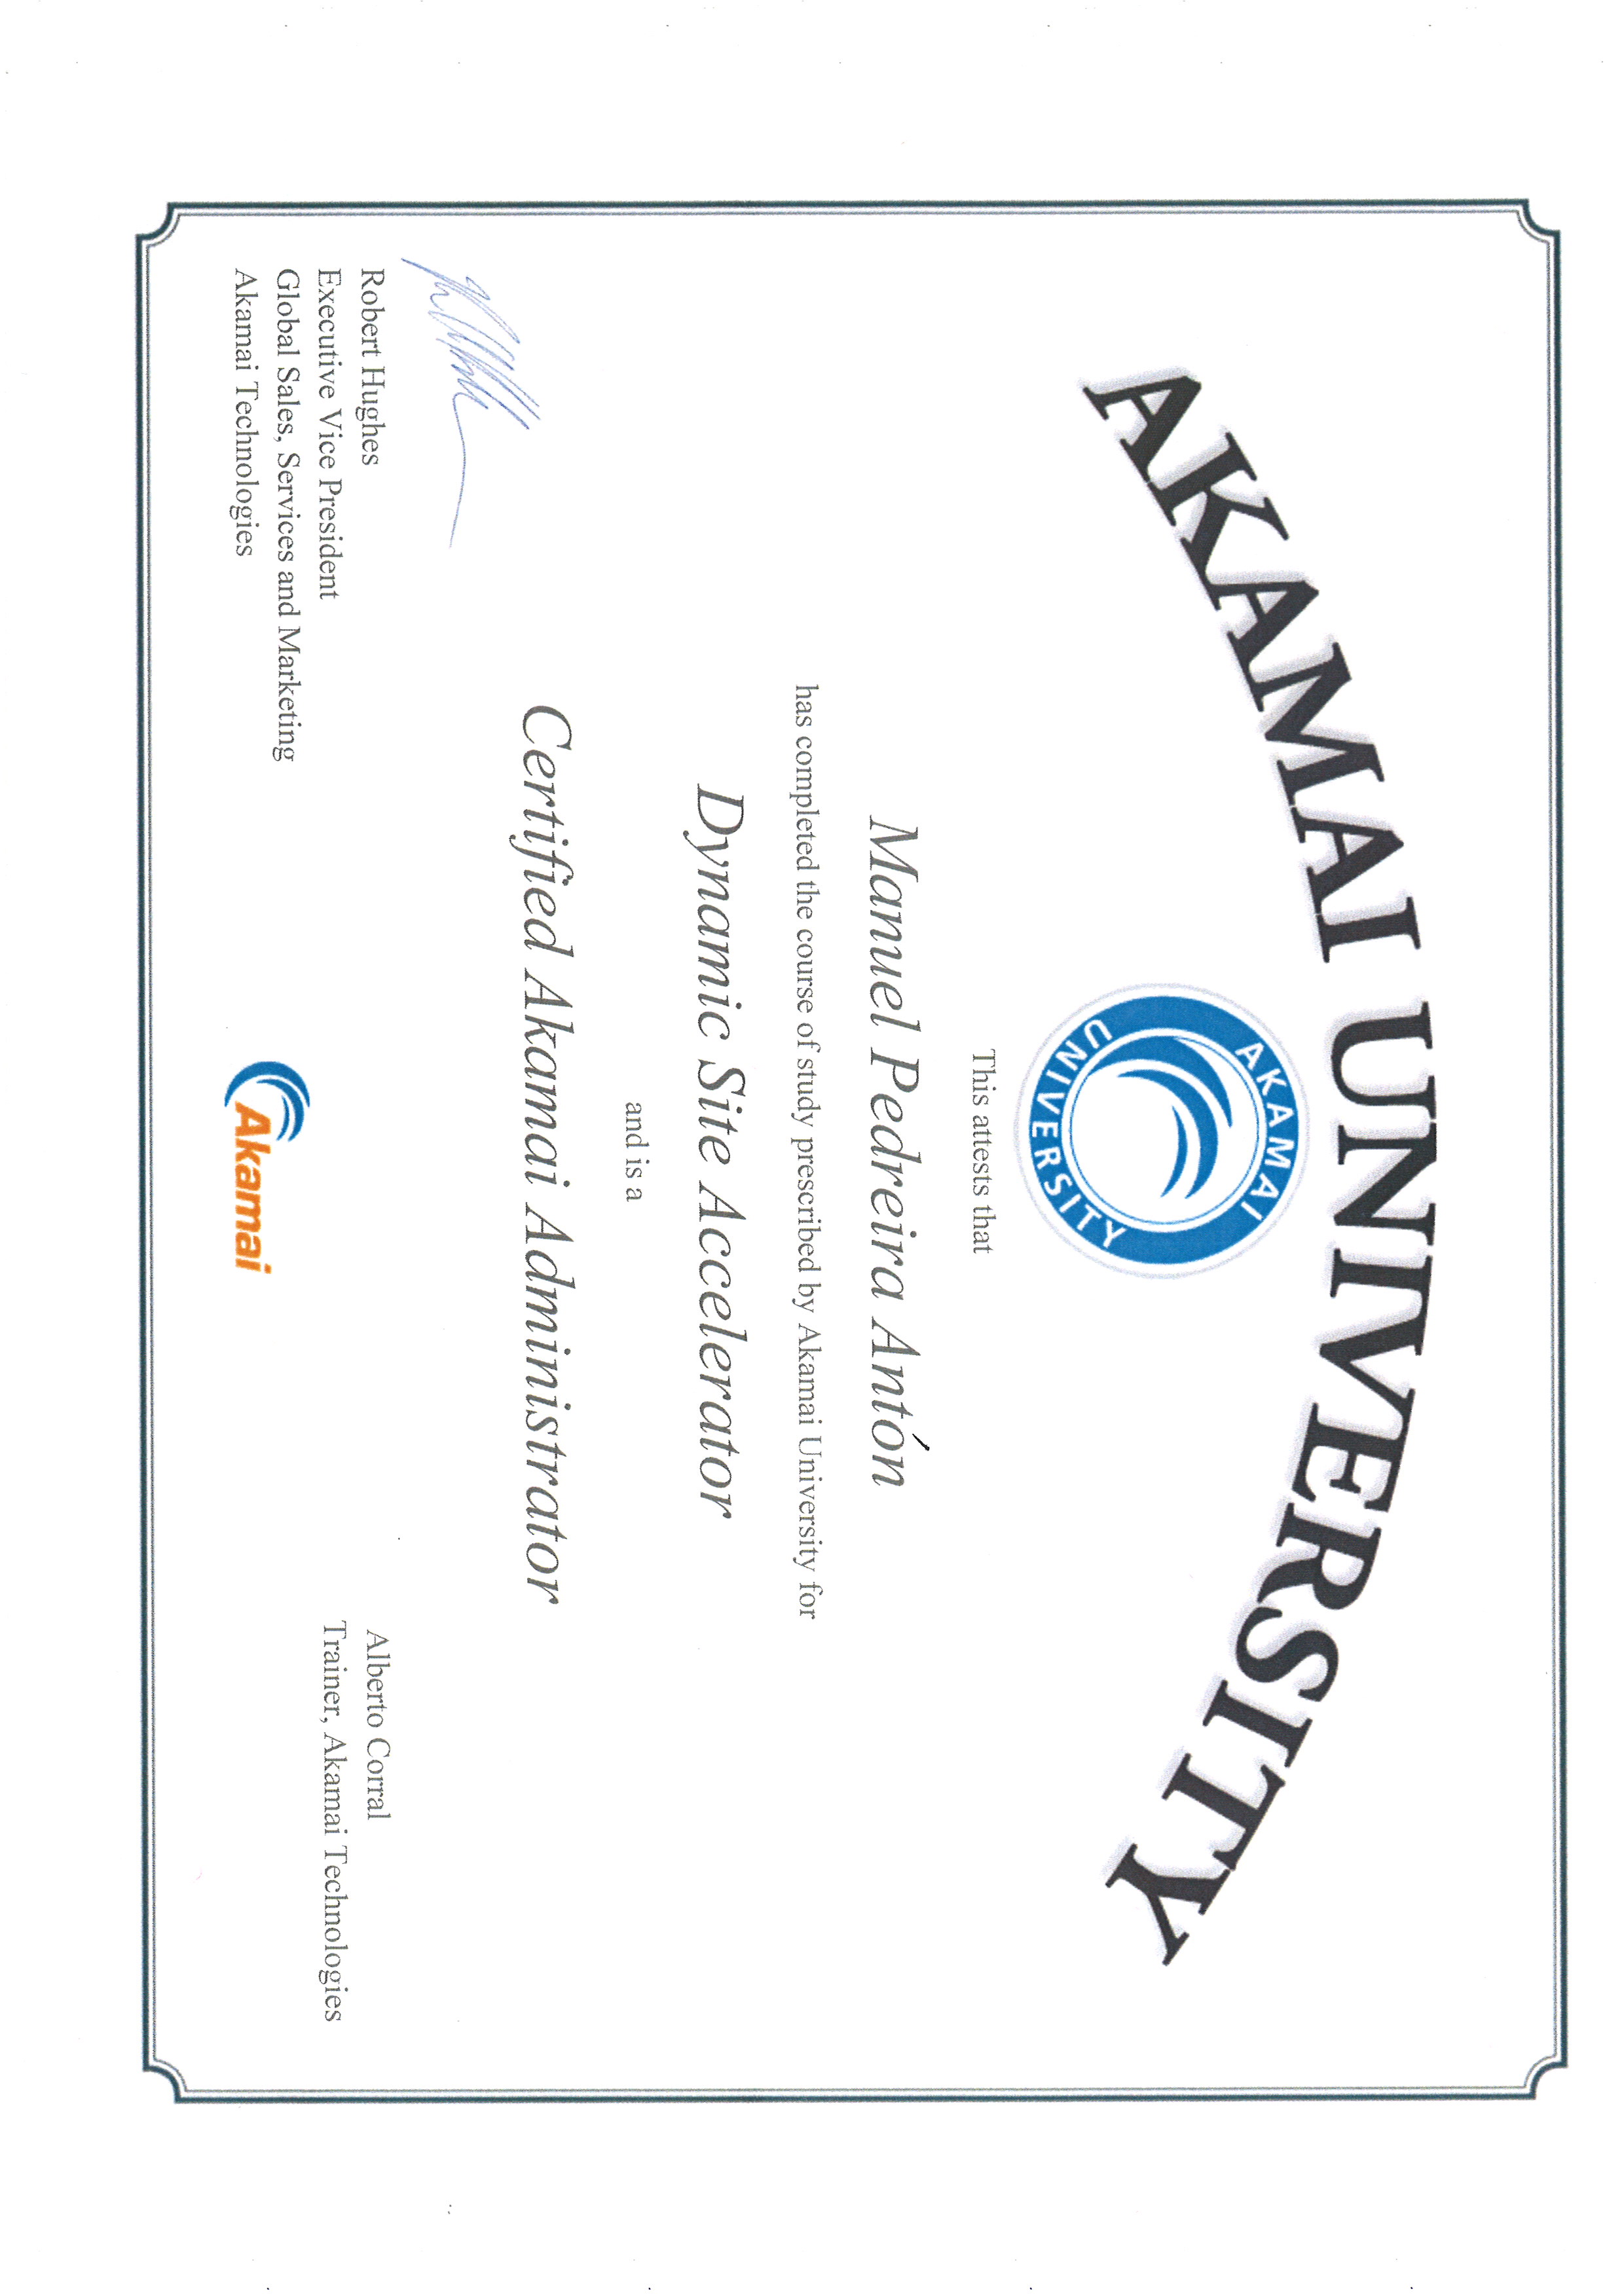 AKAMAI UNIVERSITY
AKAMAI UNIVERSITY
This attests that
Manuel Pedreira Antón
has completed the course of study prescribed by Akamai University for
Dynamic Site Accelerator
and is a
Certified Akamai Administrator
Robert Hughes
Executive Vice President
Global Sales, Services and Marketing
Akamai Technologies
Akamai
Alberto Corral
Trainer, Akamai Technologies